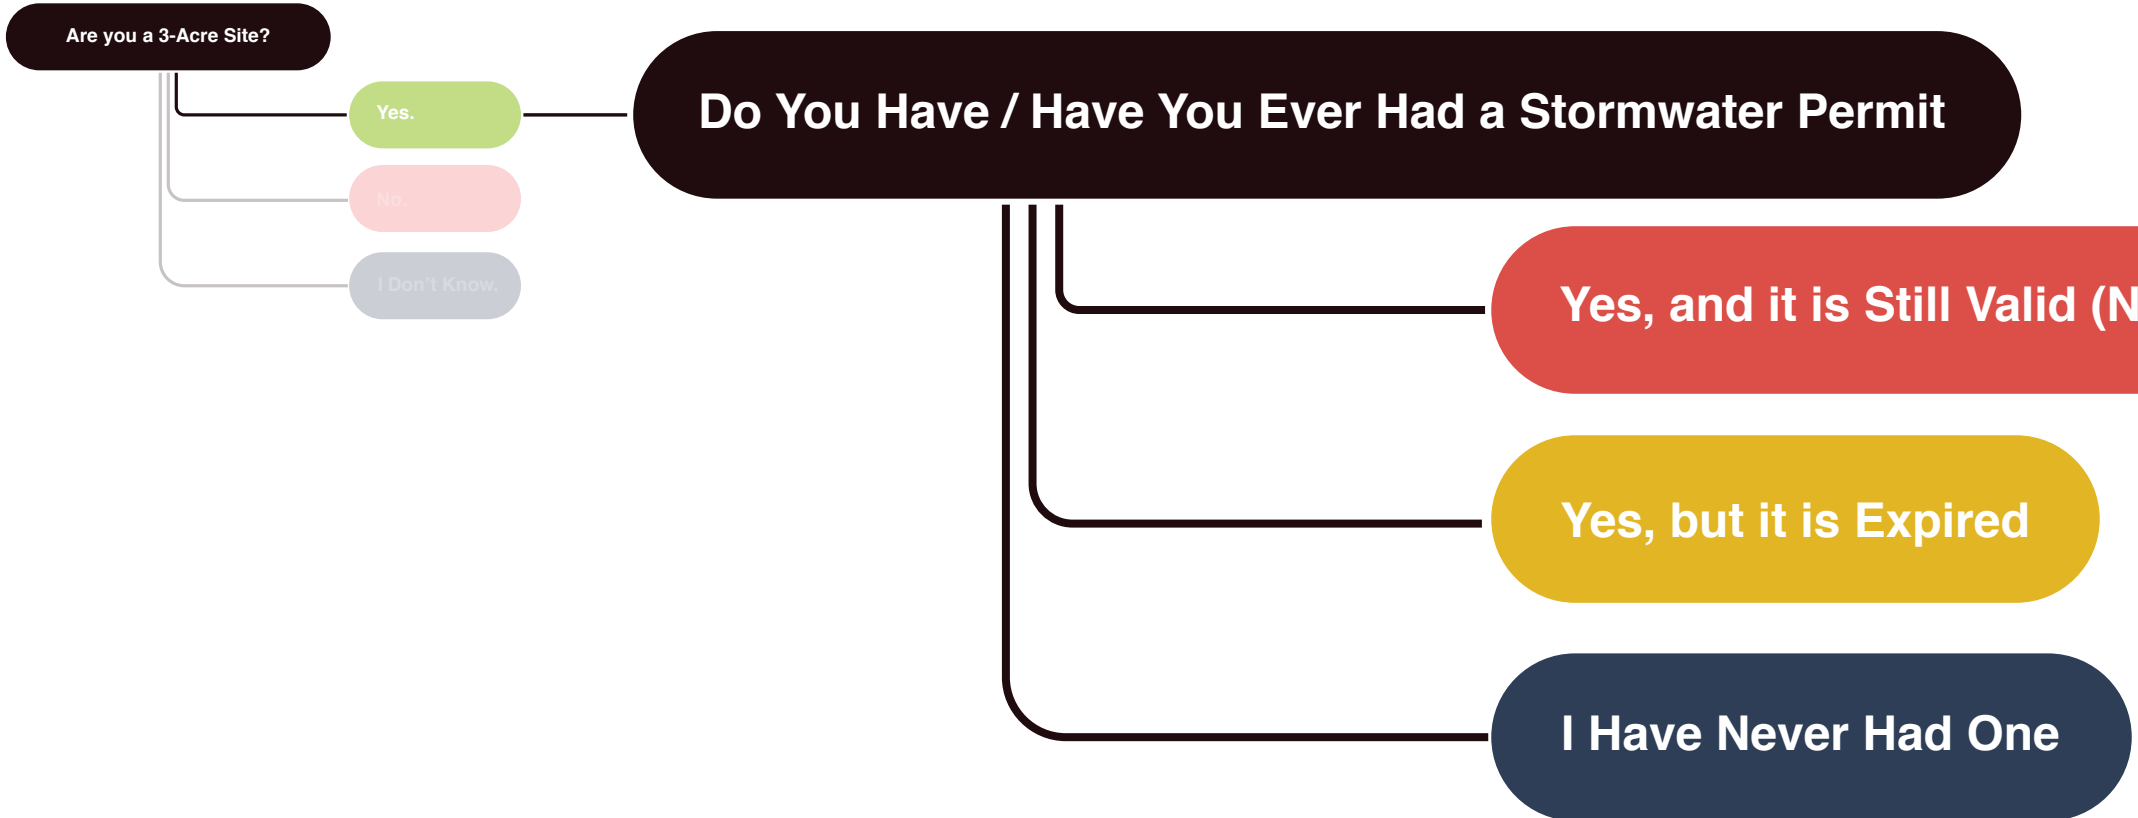 Are you a 3-Acre Site?
Yes.
No.
I Don't Know.
Do You Have / Have You Ever Had a Stormwater Permit
Yes, and it is Still Valid (N
Yes, but it is Expired
I Have Never Had One